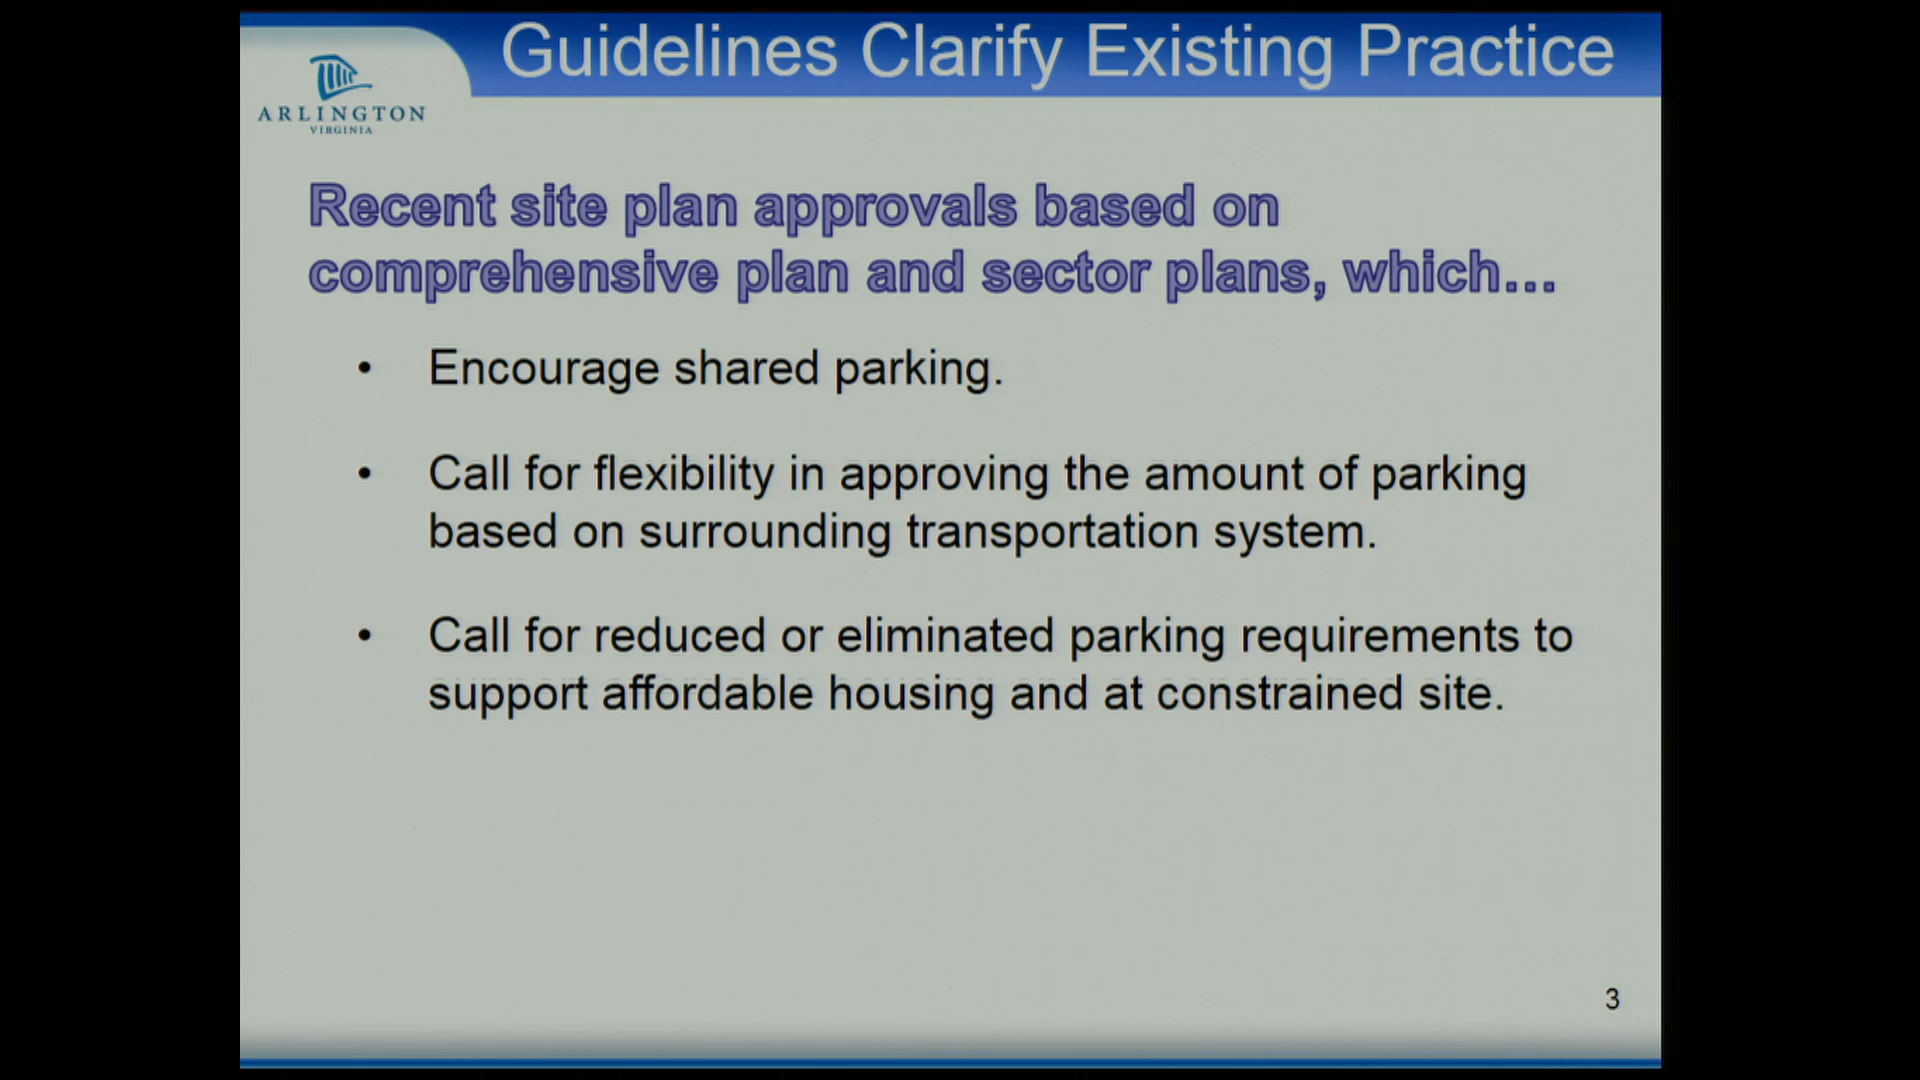 Guidelines Clarify Existing Practice
ARLINGTON
VIRGINIA
Recent site plan approvals based on
comprehensive plan and sector plans, which...
• Encourage shared parking.
• Call for flexibility in approving the amount of parking
based on surrounding transportation system.
• Call for reduced or eliminated parking requirements to
support affordable housing and at constrained site.
3